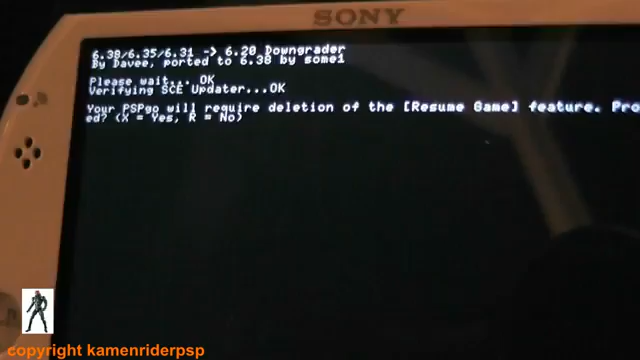 SONY
6.38/6.35/6.31 -> 6.20 Downgrader
By Davee, ported to 6.38 by some1
Please wait... OK
Verifying SCE Updater...OK
Your PSPgo will require deletion of the [Resume Game] feature. Pro
ed? (X = Yes, R = No)
copyright kamenriderpsp